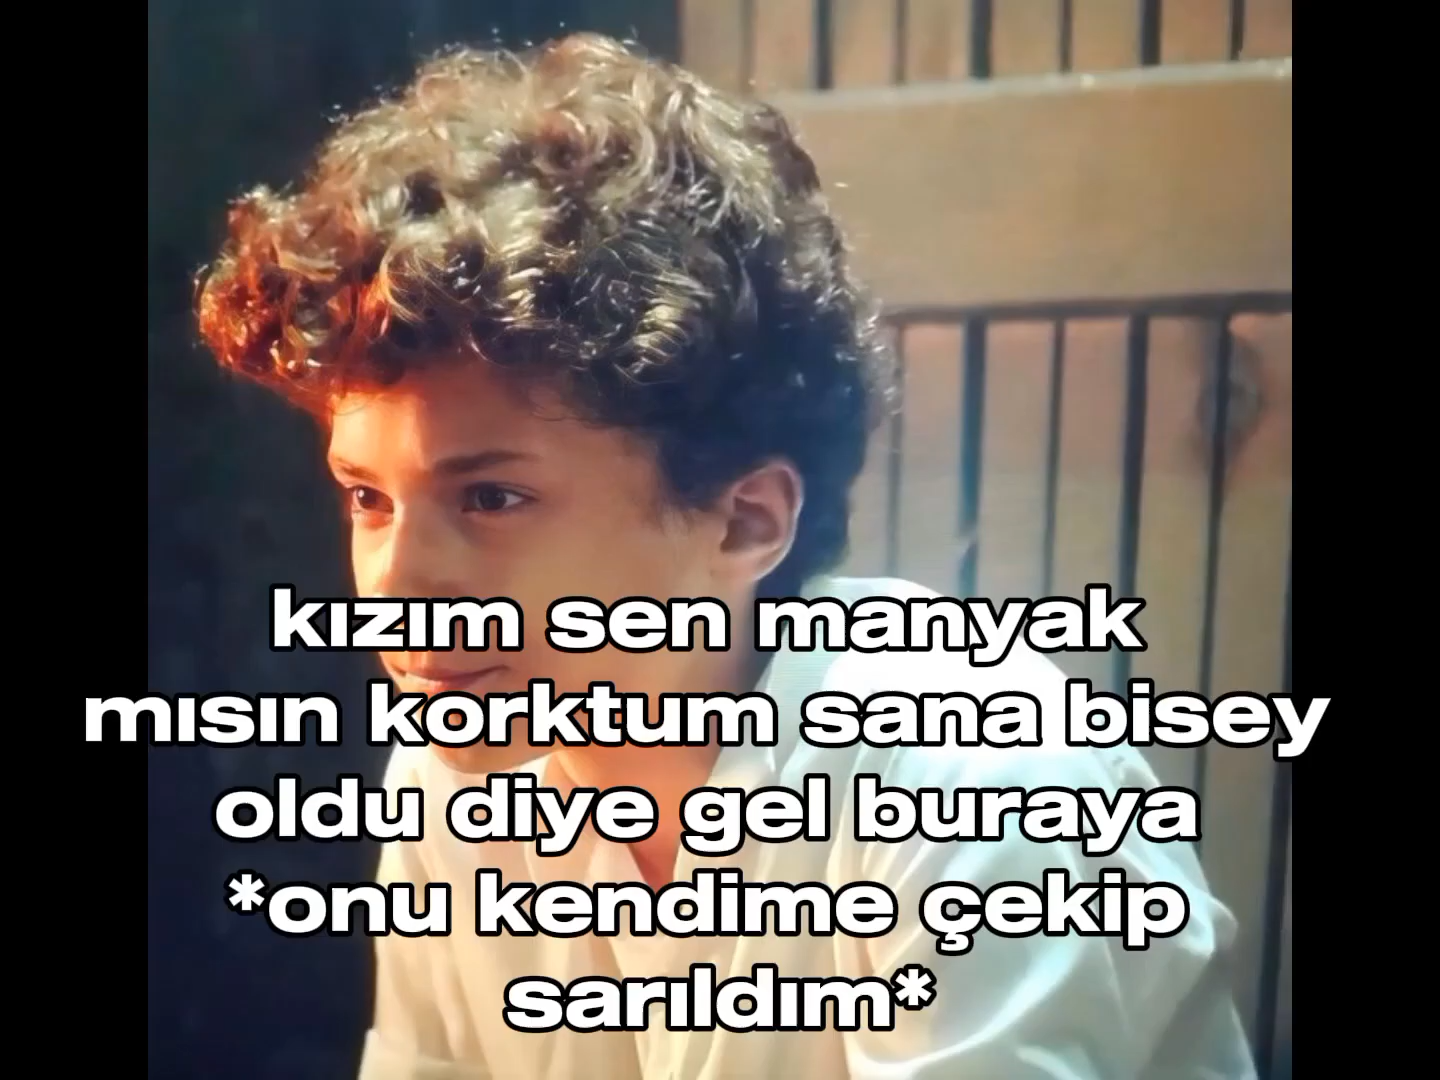 kızım sen manyak
mısın korktum sana bisey
oldu diye gel buraya
*onu kendime çekip
sarıldım*